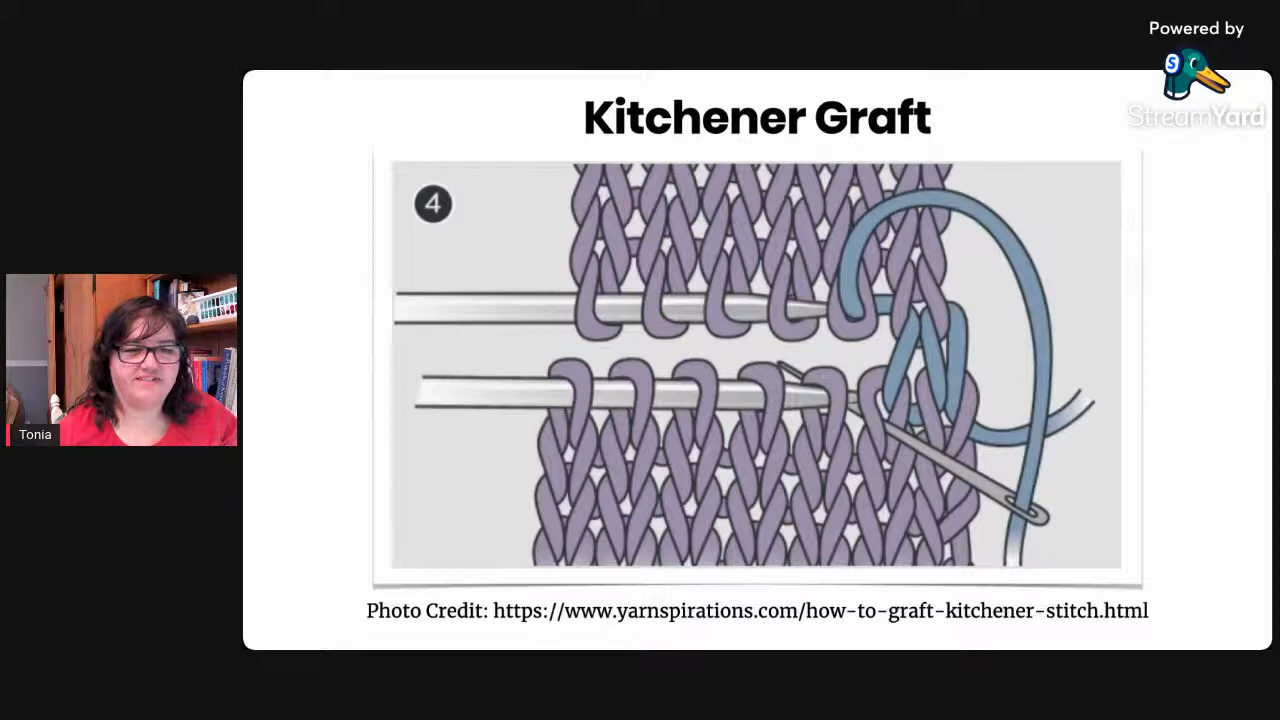 Powered by
S
StreamYard
Kitchener Graft
4
Tonia
Photo Credit: https://www.yarnspirations.com/how-to-graft-kitchener-stitch.html